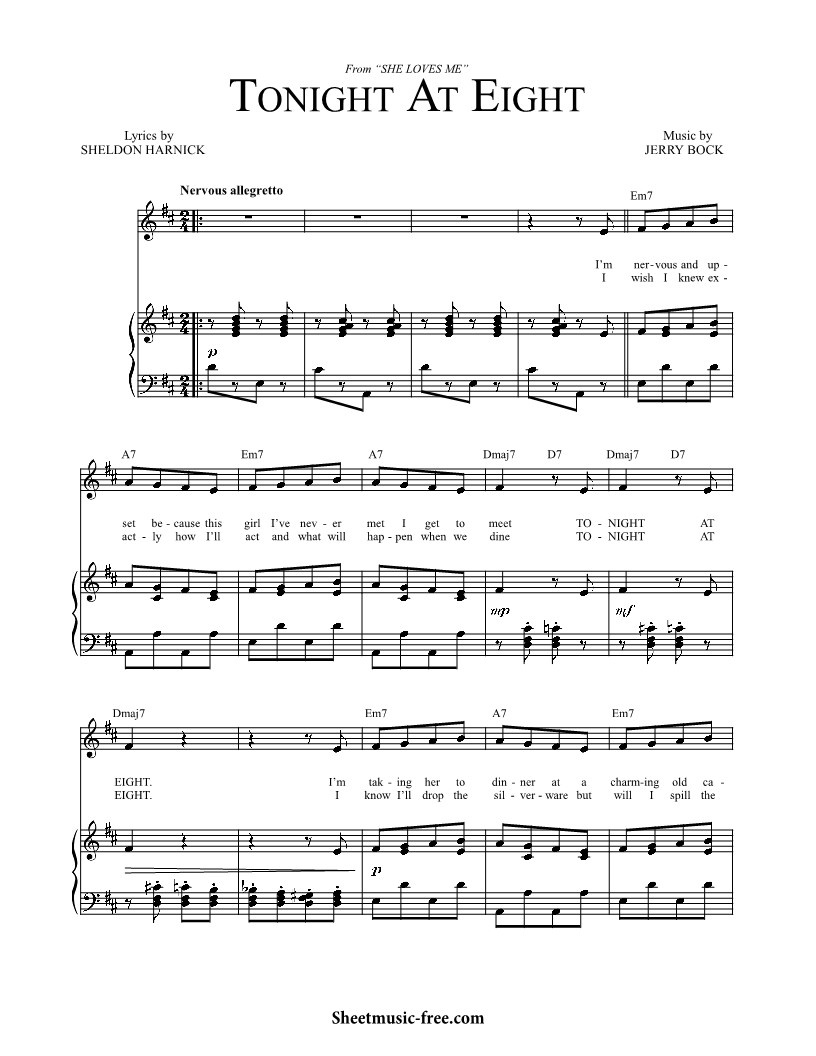 From “SHE LOVES ME”
TONIGHT AT EIGHT
Lyrics by
SHELDON HARNICK
Music by
JERRY BOCK
Nervous allegretto
Em7
I'm ner-vous and up -
I wish I knew ex -
p
A7 Em7 A7 Dmaj7 D7 Dmaj7 D7
set be - cause this girl I've nev - er met I get to meet TO - NIGHT AT
act - ly how I'll act and what will hap - pen when we dine TO - NIGHT AT
mp mf
Dmaj7 Em7 A7 Em7
EIGHT. I'm tak - ing her to din - ner at a charm-ing old ca -
EIGHT. I know I'll drop the sil - ver - ware but will I spill the
p
Sheetmusic-free.com